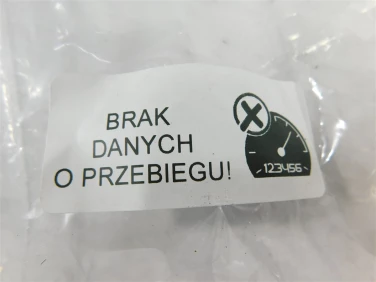 BRAK
DANYCH
O PRZEBIEGU!
123456